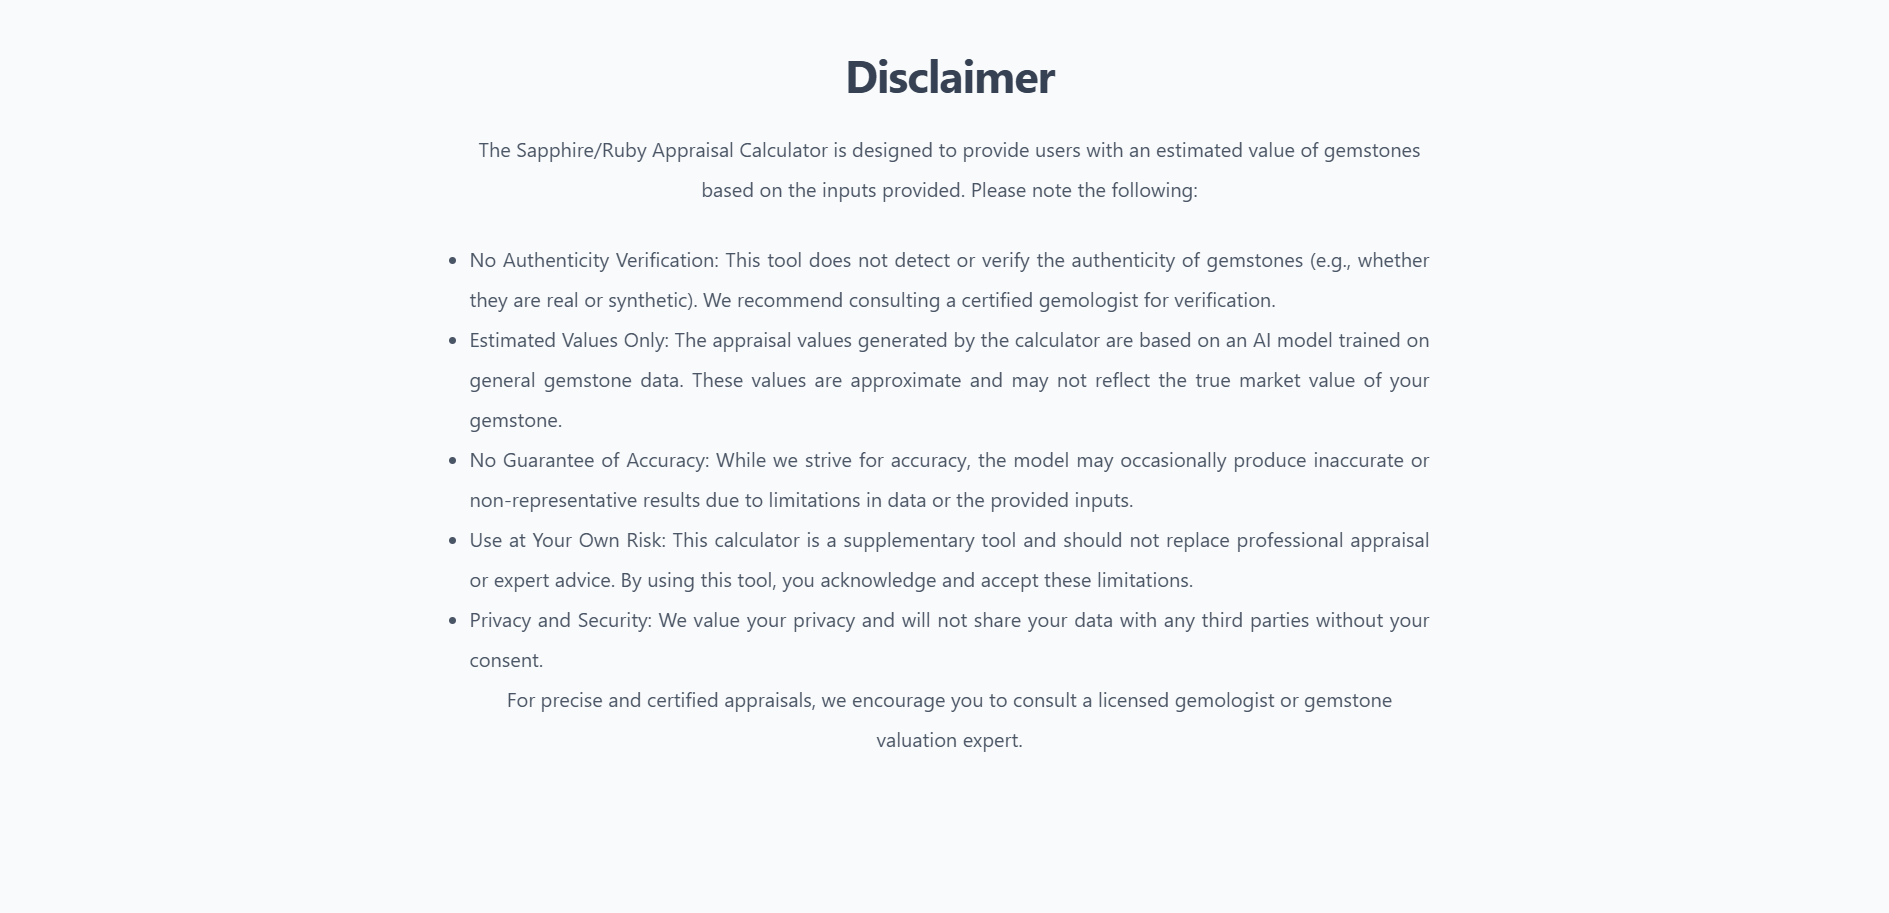 Disclaimer
The Sapphire/Ruby Appraisal Calculator is designed to provide users with an estimated value of gemstones
based on the inputs provided. Please note the following:
• No Authenticity Verification: This tool does not detect or verify the authenticity of gemstones (e.g., whether
they are real or synthetic). We recommend consulting a certified gemologist for verification.
• Estimated Values Only: The appraisal values generated by the calculator are based on an AI model trained on
general gemstone data. These values are approximate and may not reflect the true market value of your
gemstone.
• No Guarantee of Accuracy: While we strive for accuracy, the model may occasionally produce inaccurate or
non-representative results due to limitations in data or the provided inputs.
• Use at Your Own Risk: This calculator is a supplementary tool and should not replace professional appraisal
or expert advice. By using this tool, you acknowledge and accept these limitations.
• Privacy and Security: We value your privacy and will not share your data with any third parties without your
consent.
For precise and certified appraisals, we encourage you to consult a licensed gemologist or gemstone
valuation expert.